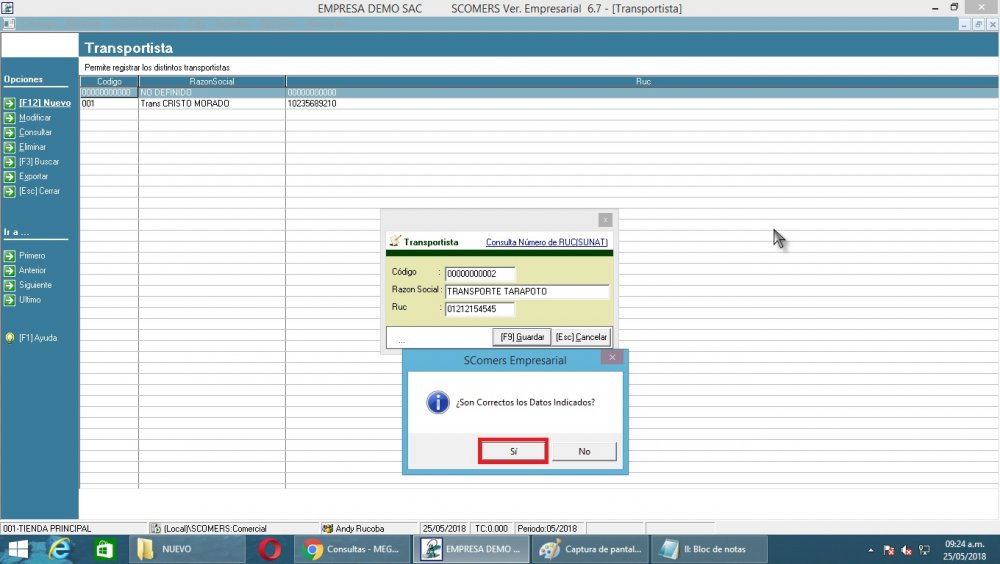 EMPRESA DEMO SAC SCOMERS Ver. Empresarial 6.7 - [Transportista]
Transportista
Permite registrar los distintos transportistas
Opciones
[F12] Nuevo
Modificar
Consultar
Eliminar
[F3] Buscar
Exportar
[Esc] Cerrar
Ir a ...
Primero
Anterior
Siguiente
Ultimo
[F1] Ayuda
Codigo RazonSocial Ruc
00000000000 NO DEFINIDO 00000000000
001 Trans CRISTO MORADO 10235689210
Transportista Consulta Número de RUC(SUNAT)
Código : 00000000002
Razon Social : TRANSPORTE TARAPOTO
Ruc : 01212154545
... [F9] Guardar [Esc] Cancelar
SComers Empresarial
¿Son Correctos los Datos Indicados?
Sí No
001-TIENDA PRINCIPAL (Local)\SCOMERS:Comercial Andy Rucoba 25/05/2018 TC:0.000 Periodo:05/2018
NUEVO Consultas - MEG... EMPRESA DEMO ... Captura de pantal... II: Bloc de notas 09:24 a.m.
25/05/2018